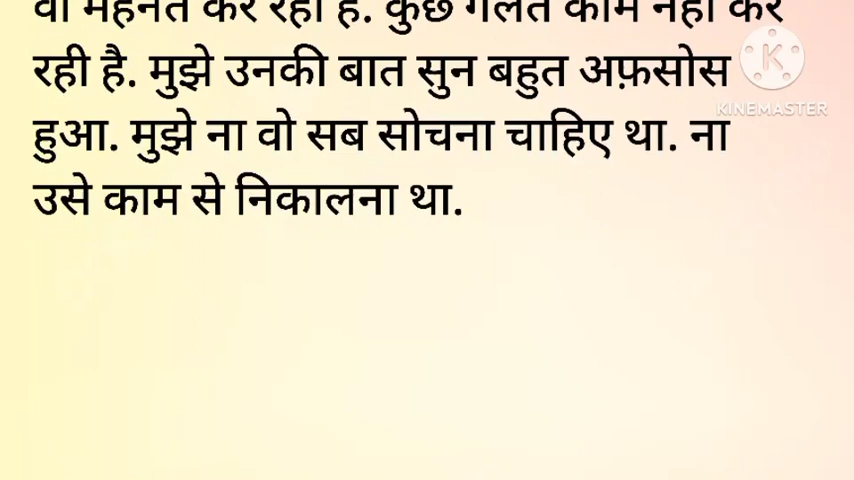 वो मेहनत कर रही है. कुछ गलत काम नहीं कर
रही है. मुझे उनकी बात सुन बहुत अफ़सोस
हुआ. मुझे ना वो सब सोचना चाहिए था. ना
उसे काम से निकालना था.
KINEMASTER